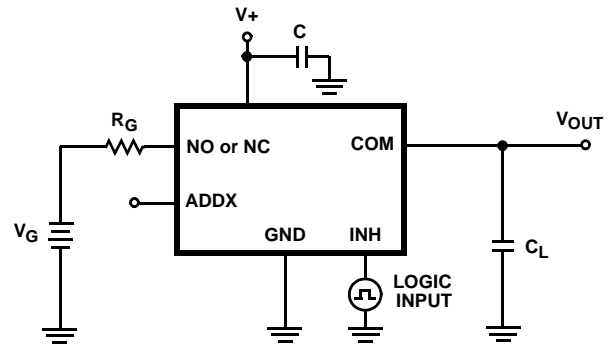 V+
C
RG
NO or NC
COM
VOUT
ADDX
VG
GND
INH
LOGIC
INPUT
CL